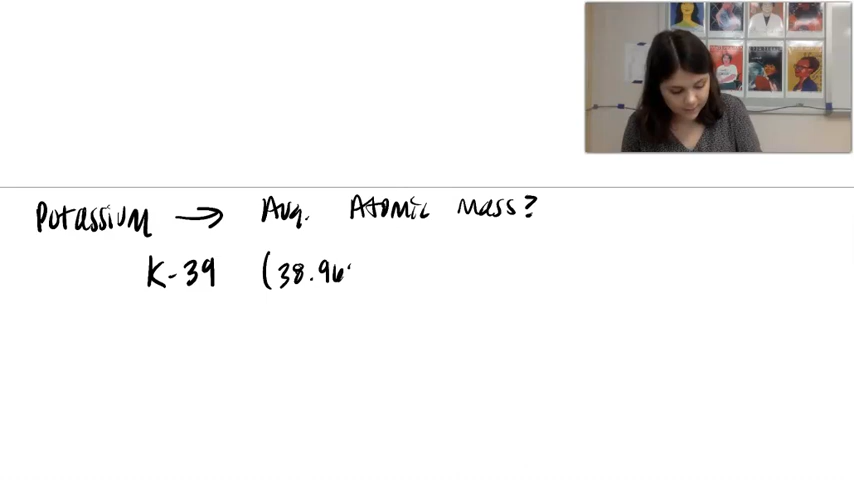 Potassium → Avg. Atomic mass?
K-39 (38.96